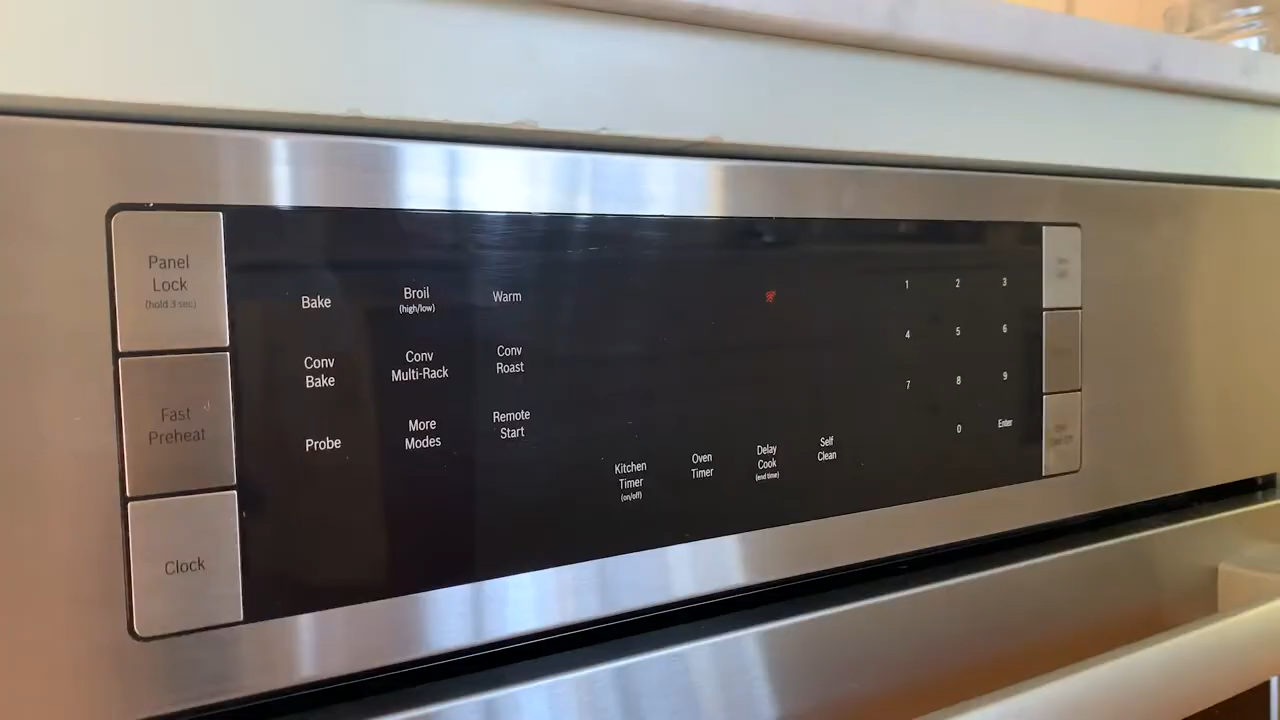 Panel
Lock
(hold 3 sec)
Fast
Preheat
Clock
Bake
Broil
(high/low)
Warm
Conv
Bake
Conv
Multi-Rack
Conv
Roast
Probe
More
Modes
Remote
Start
Kitchen
Timer
(on/off)
Oven
Timer
Delay
Cook
(end time)
Self
Clean
1 2 3
4 5 6
7 8 9
0 Enter